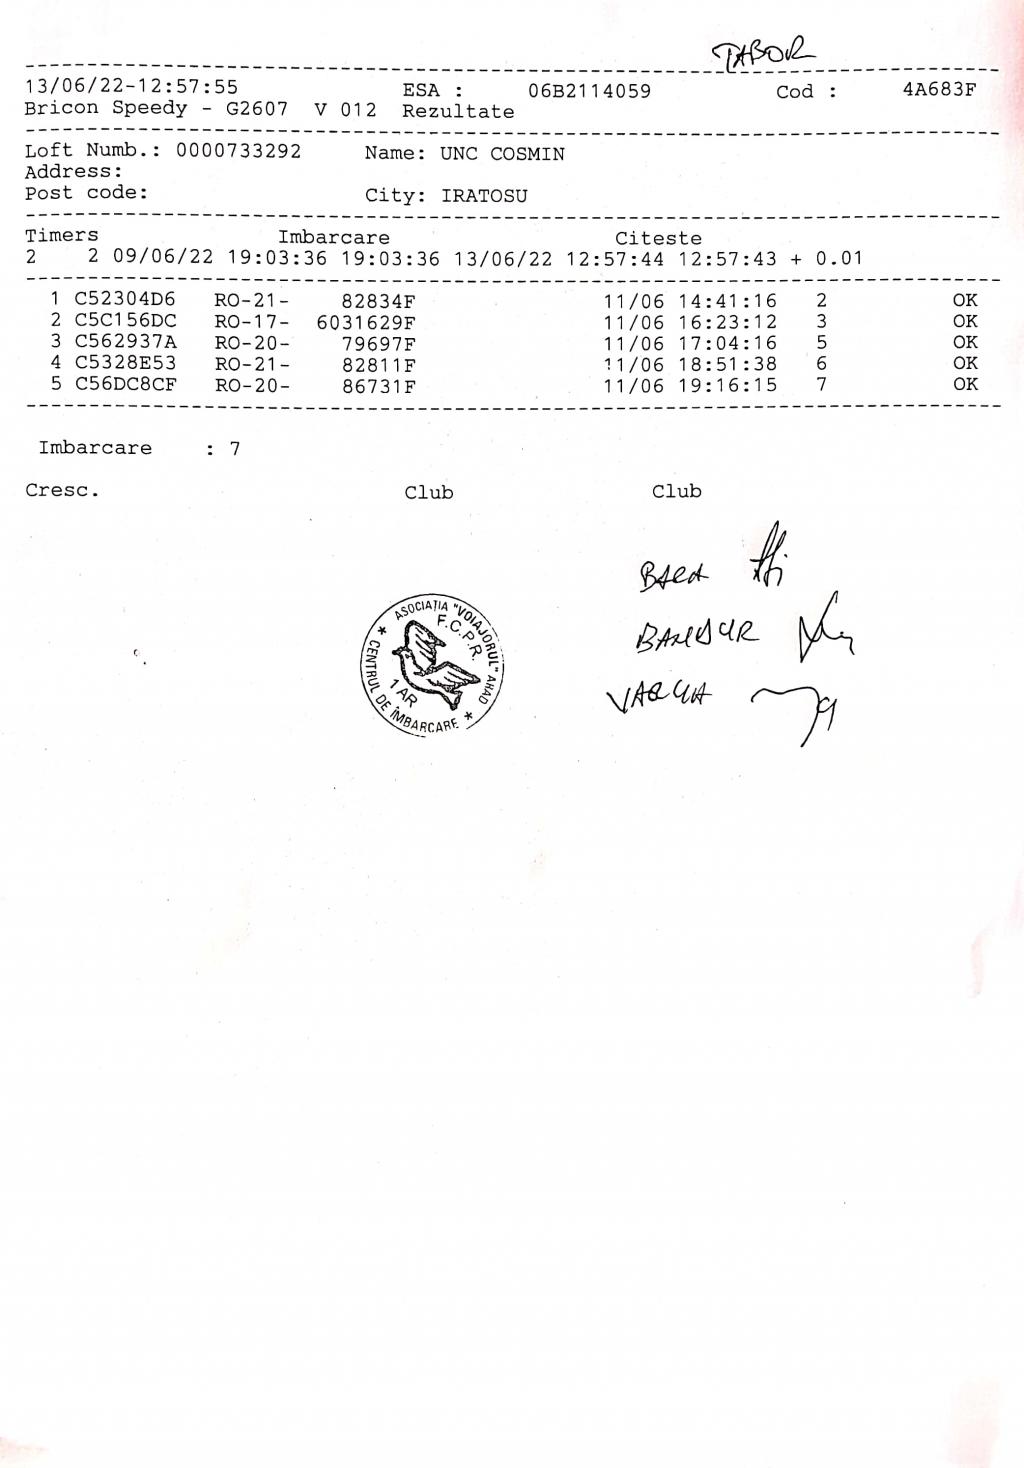 TABOR
13/06/22-12:57:55 ESA : 06B2114059 Cod : 4A683F
Bricon Speedy - G2607 V 012 Rezultate
Loft Numb.: 0000733292 Name: UNC COSMIN
Address:
Post code: City: IRATOSU
Timers Imbarcare Citeste
2 2 09/06/22 19:03:36 19:03:36 13/06/22 12:57:44 12:57:43 + 0.01
1 C52304D6 RO-21- 82834F 11/06 14:41:16 2 OK
2 C5C156DC RO-17- 6031629F 11/06 16:23:12 3 OK
3 C562937A RO-20- 79697F 11/06 17:04:16 5 OK
4 C5328E53 RO-21- 82811F 11/06 18:51:38 6 OK
5 C56DC8CF RO-20- 86731F 11/06 19:16:15 7 OK
Imbarcare : 7
Cresc. Club Club
ASOCIAȚIA "VOIAJORUL" ARAD
F.C.P.R.
1 AR
* CENTRUL DE ÎMBARCARE *